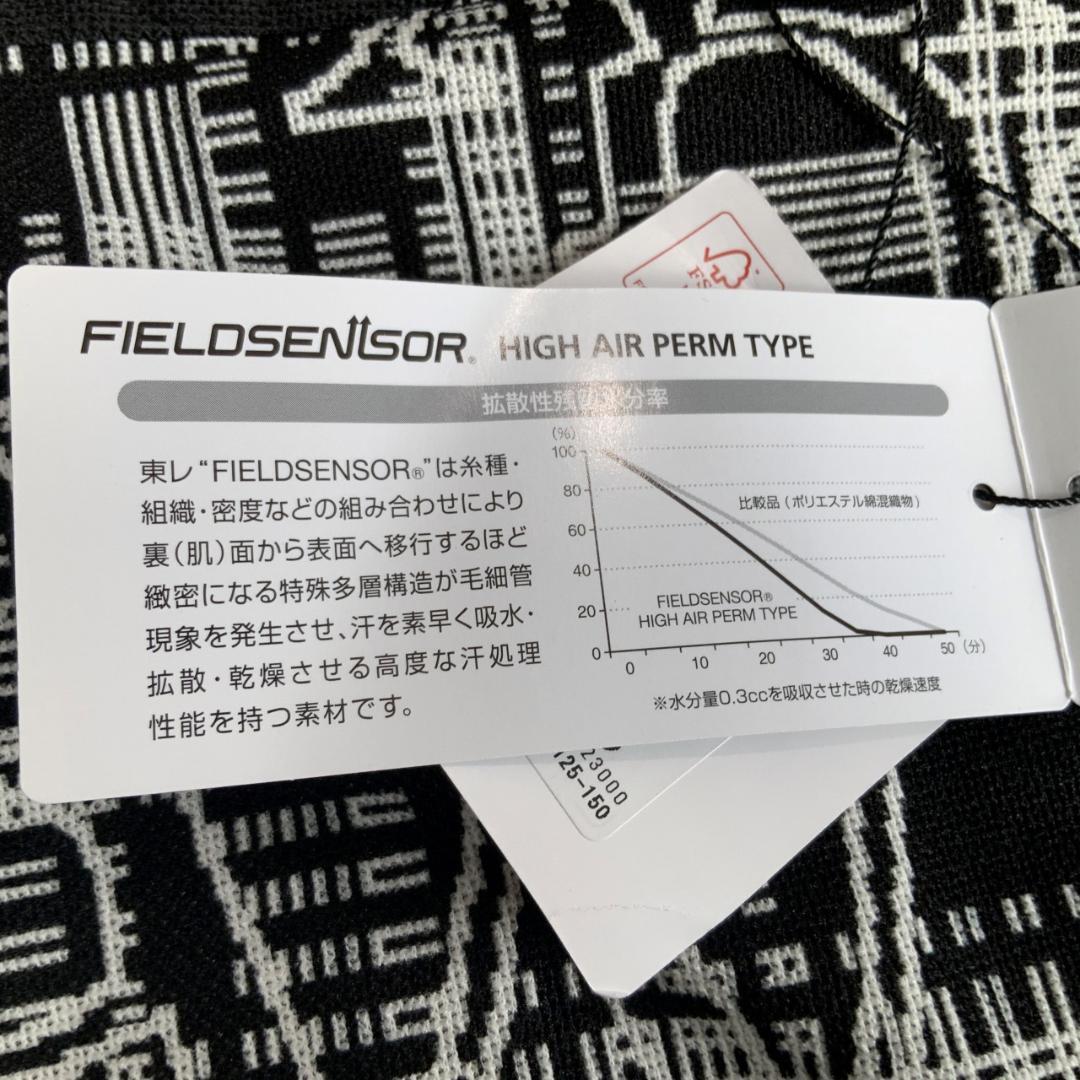 FIELDSENSOR® HIGH AIR PERM TYPE
拡散性残留水分率
東レ“FIELDSENSOR®”は糸種・
組織・密度などの組み合わせにより
裏（肌）面から表面へ移行するほど
緻密になる特殊多層構造が毛細管
現象を発生させ、汗を素早く吸水・
拡散・乾燥させる高度な汗処理
性能を持つ素材です。
(%)
100
80
60
40
20
0
比較品（ポリエステル綿混織物）
FIELDSENSOR®
HIGH AIR PERM TYPE
0 10 20 30 40 50 (分)
※水分量0.3ccを吸収させた時の乾燥速度
23000
125-150